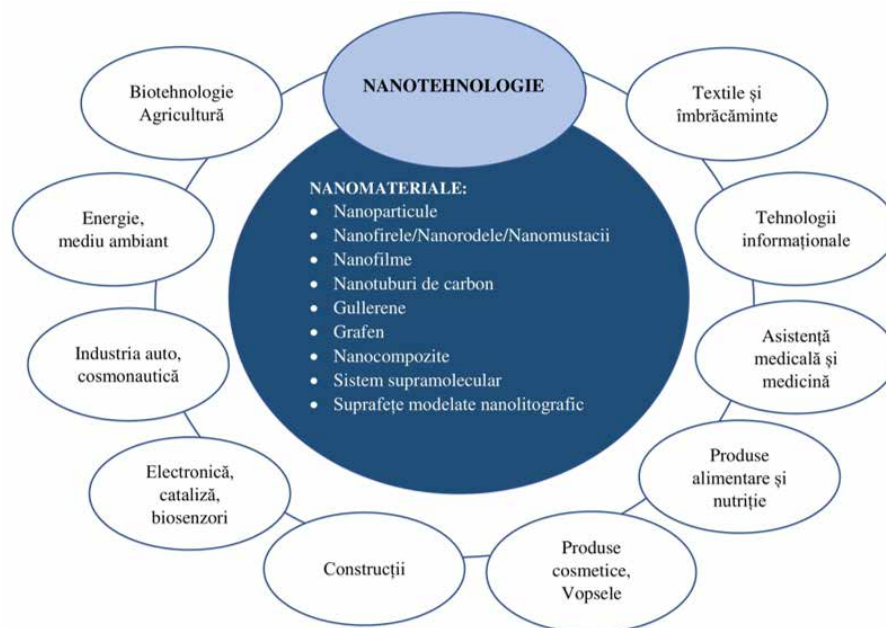 NANOTEHNOLOGIE
Biotehnologie
Agricultură
Textile și
îmbrăcăminte
NANOMATERIALE:
• Nanoparticule
• Nanofirele/Nanorodele/Nanomustacii
• Nanofilme
• Nanotuburi de carbon
• Gullerene
• Grafen
• Nanocompozite
• Sistem supramolecular
• Suprafețe modelate nanolitografic
Energie,
mediu ambiant
Tehnologii
informaționale
Industria auto,
cosmonautică
Asistență
medicală și
medicină
Electronică,
cataliză,
biosenzori
Produse
alimentare și
nutriție
Construcții
Produse
cosmetice,
Vopsele